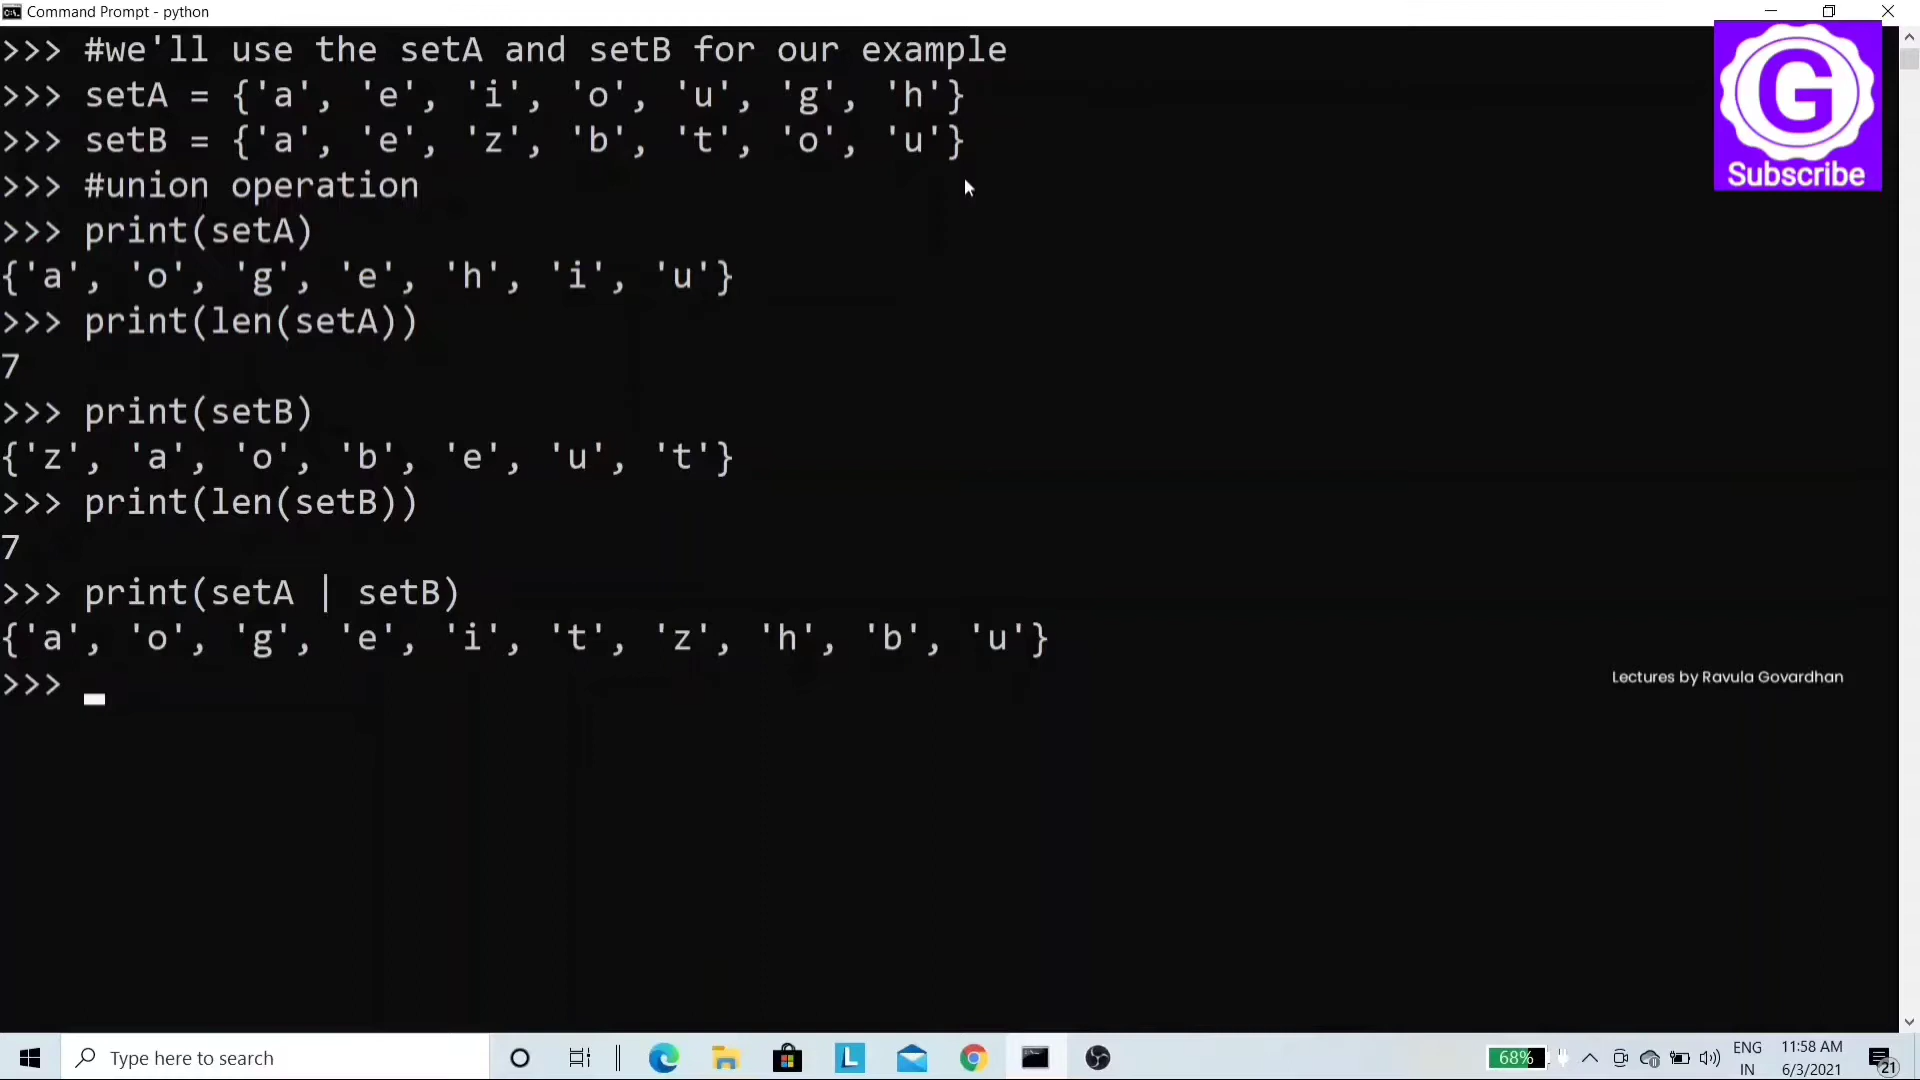 Command Prompt - python
>>> #we'll use the setA and setB for our example
>>> setA = {'a', 'e', 'i', 'o', 'u', 'g', 'h'}
>>> setB = {'a', 'e', 'z', 'b', 't', 'o', 'u'}
>>> #union operation
>>> print(setA)
{'a', 'o', 'g', 'e', 'h', 'i', 'u'}
>>> print(len(setA))
7
>>> print(setB)
{'z', 'a', 'o', 'b', 'e', 'u', 't'}
>>> print(len(setB))
7
>>> print(setA | setB)
{'a', 'o', 'g', 'e', 'i', 't', 'z', 'h', 'b', 'u'}
>>>
G
Subscribe
Lectures by Ravula Govardhan
Type here to search
L
68%
ENG
IN
11:58 AM
6/3/2021
21